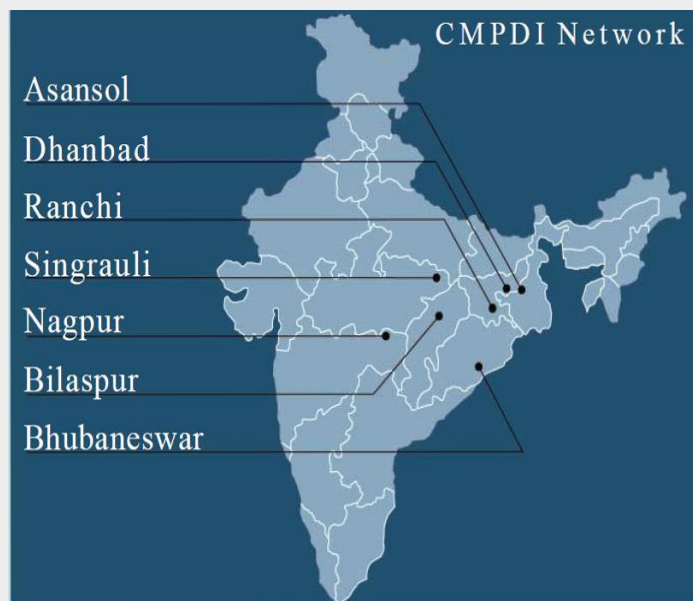 CMPDI Network
Asansol
Dhanbad
Ranchi
Singrauli
Nagpur
Bilaspur
Bhubaneswar